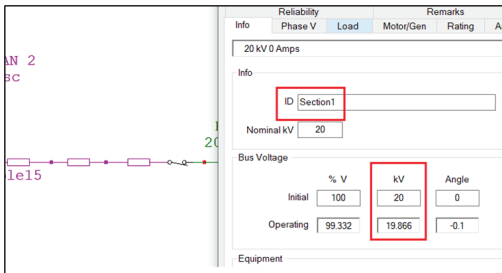 Reliability Remarks
Info Phase V Load Motor/Gen Rating
20 kV 0 Amps
Info
ID Section1
Nominal kV 20
Bus Voltage
% V kV Angle
Initial 100 20 0
Operating 99.332 19.866 -0.1
Equipment
AN 2
sc
20
le15